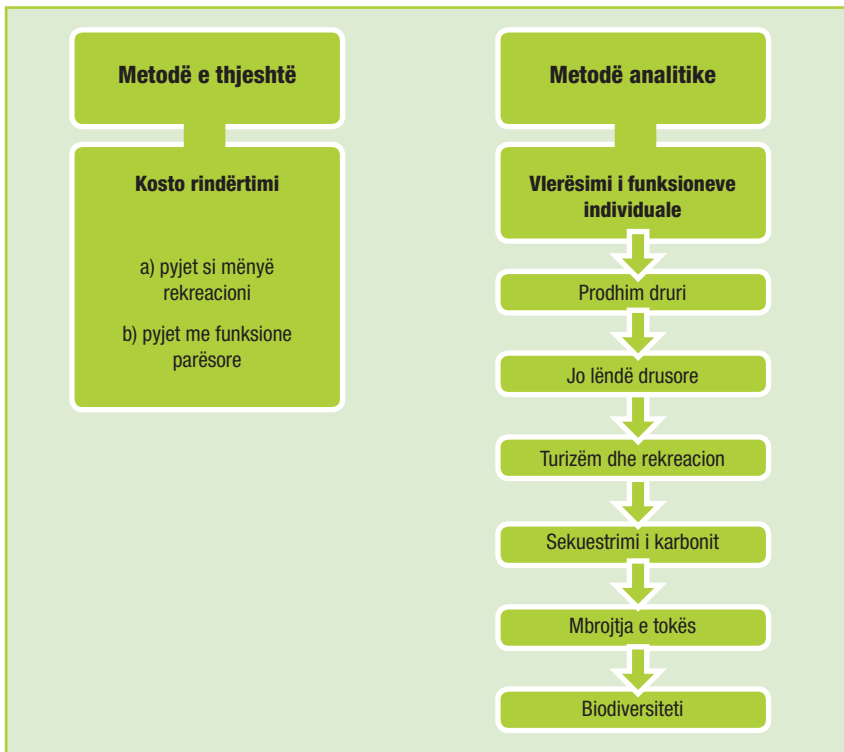 Metodë e thjeshtë
Kosto rindërtimi
a) pyjet si mënyë
rekreacioni
b) pyjet me funksione
parësore
Metodë analitike
Vlerësimi i funksioneve
individuale
Prodhim druri
Jo lëndë drusore
Turizëm dhe rekreacion
Sekuestrimi i karbonit
Mbrojtja e tokës
Biodiversiteti